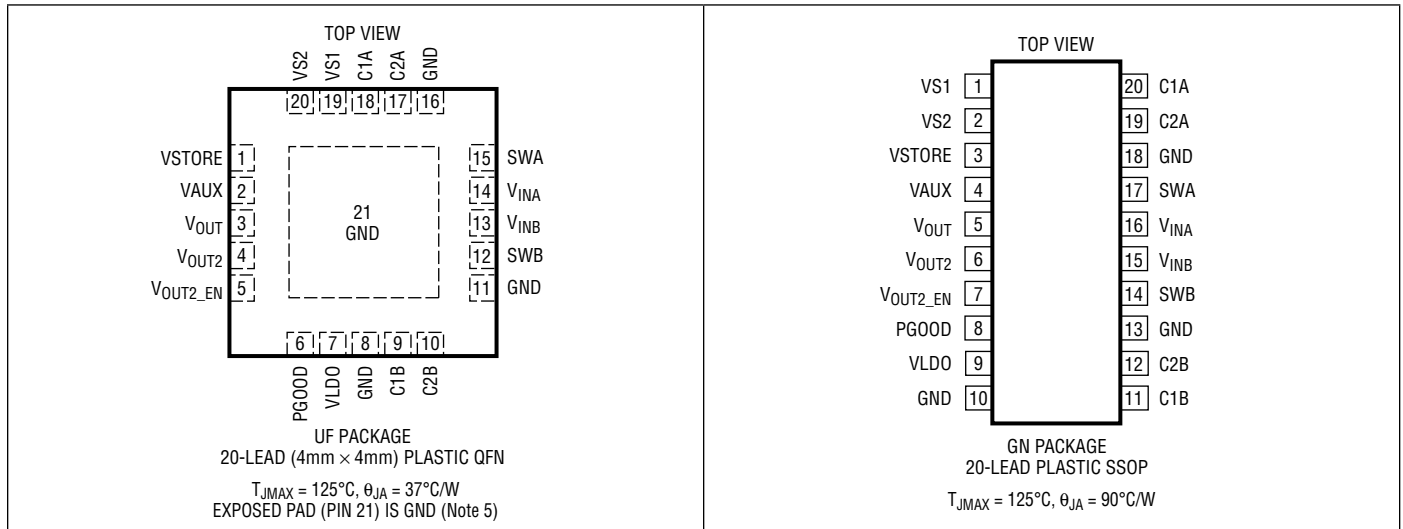 TOP VIEW
VS2
VS1
C1A
C2A
GND
20 19 18 17 16
VSTORE 1
VAUX 2
VOUT 3
VOUT2 4
VOUT2_EN 5
21
GND
15 SWA
14 VINA
13 VINB
12 SWB
11 GND
6 7 8 9 10
PGOOD
VLDO
GND
C1B
C2B
UF PACKAGE
20-LEAD (4mm × 4mm) PLASTIC QFN
TJMAX = 125°C, θJA = 37°C/W
EXPOSED PAD (PIN 21) IS GND (Note 5)
TOP VIEW
VS1 1
VS2 2
VSTORE 3
VAUX 4
VOUT 5
VOUT2 6
VOUT2_EN 7
PGOOD 8
VLDO 9
GND 10
20 C1A
19 C2A
18 GND
17 SWA
16 VINA
15 VINB
14 SWB
13 GND
12 C2B
11 C1B
GN PACKAGE
20-LEAD PLASTIC SSOP
TJMAX = 125°C, θJA = 90°C/W